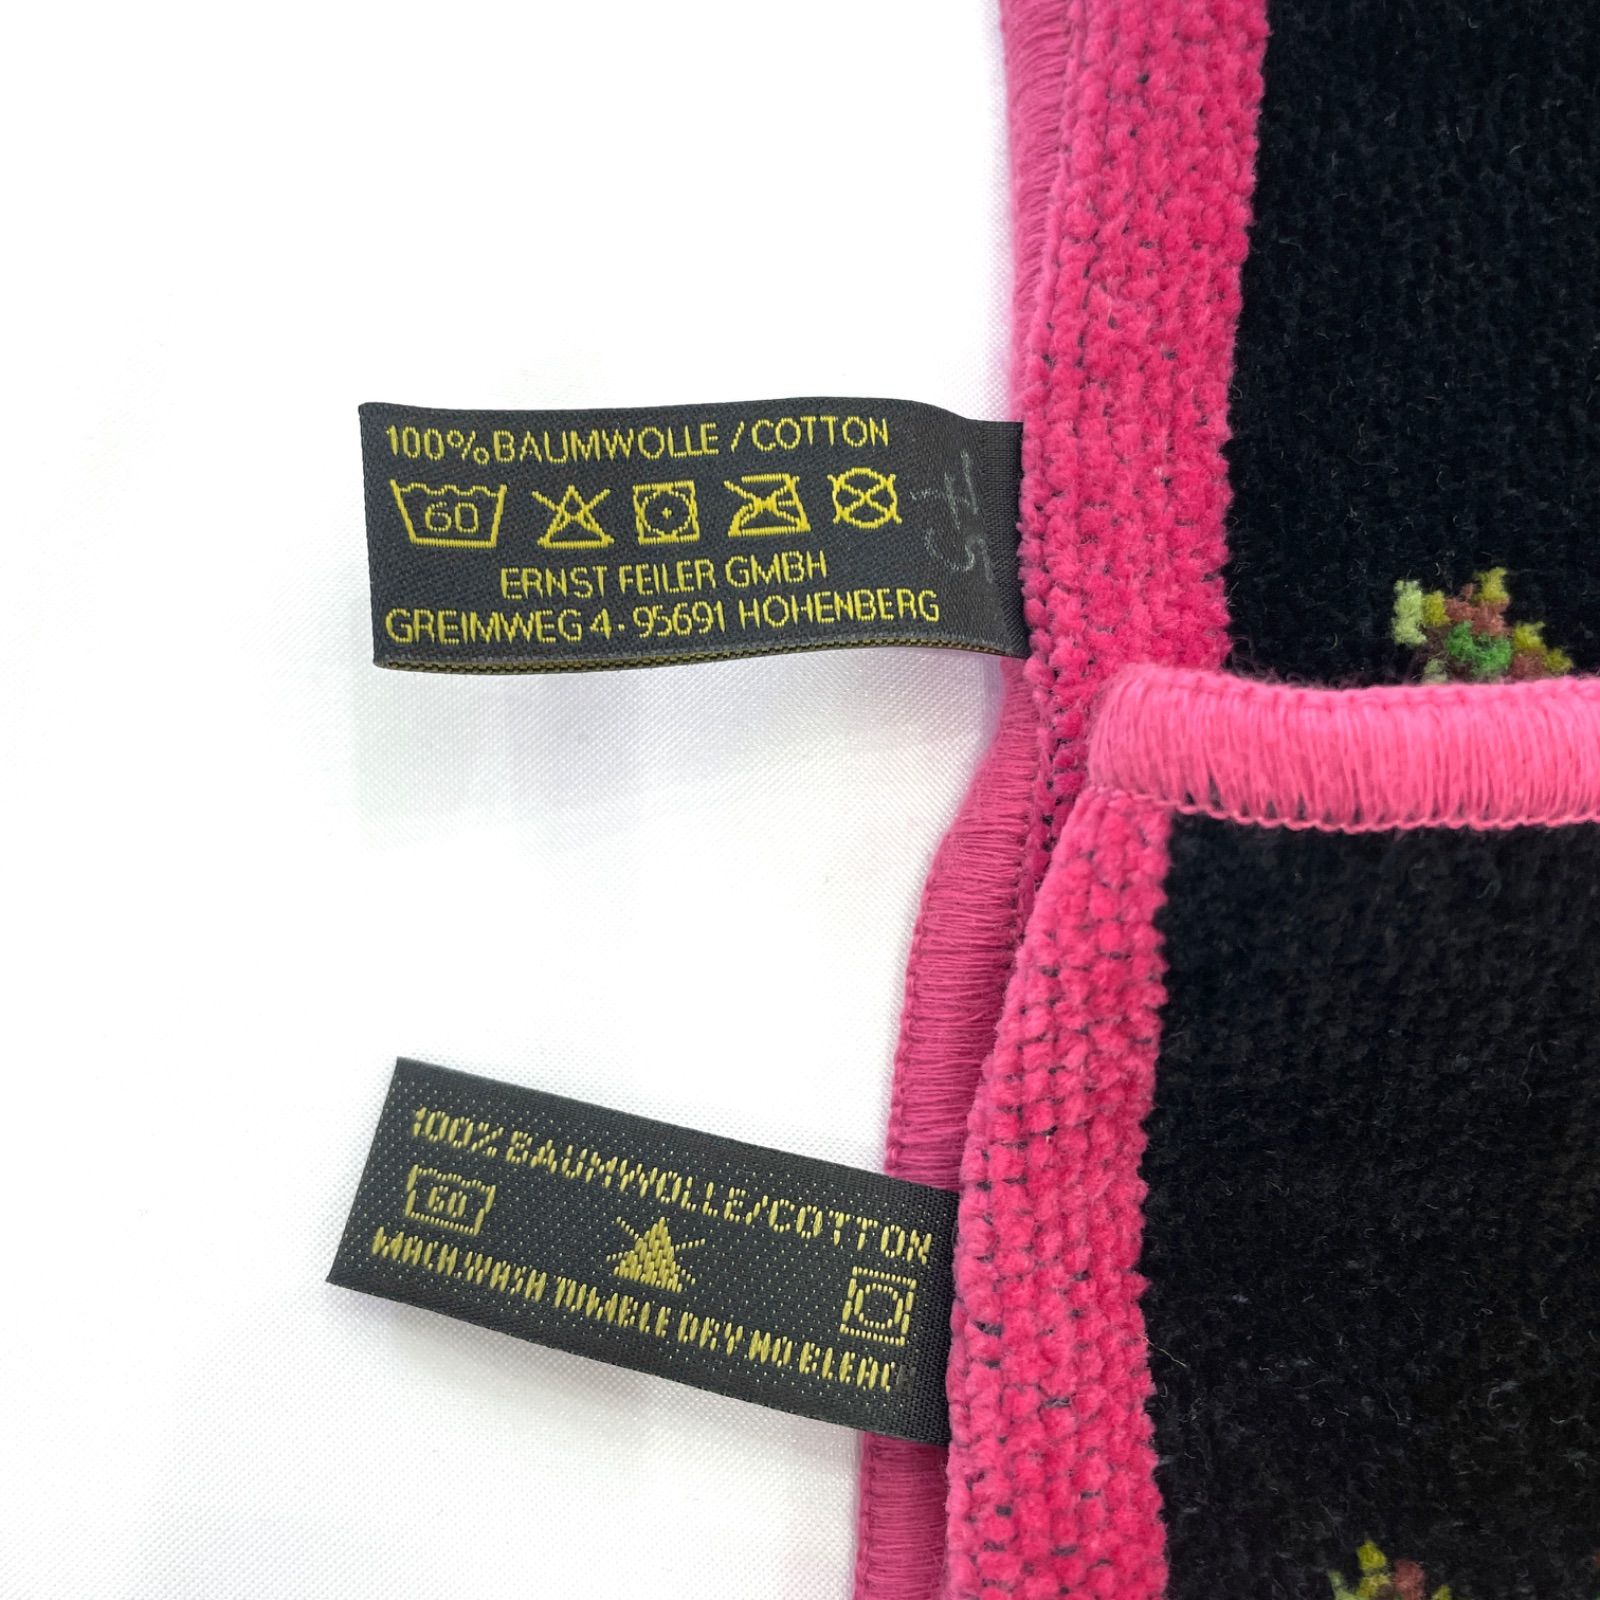 100% BAUMWOLLE / COTTON
60
ERNST FEILER GMBH
GREIMWEG 4 · 95691 HOHENBERG
100% BAUMWOLLE/COTTON
60
MACH.WASH TUMBLE DRY NO BLEACH